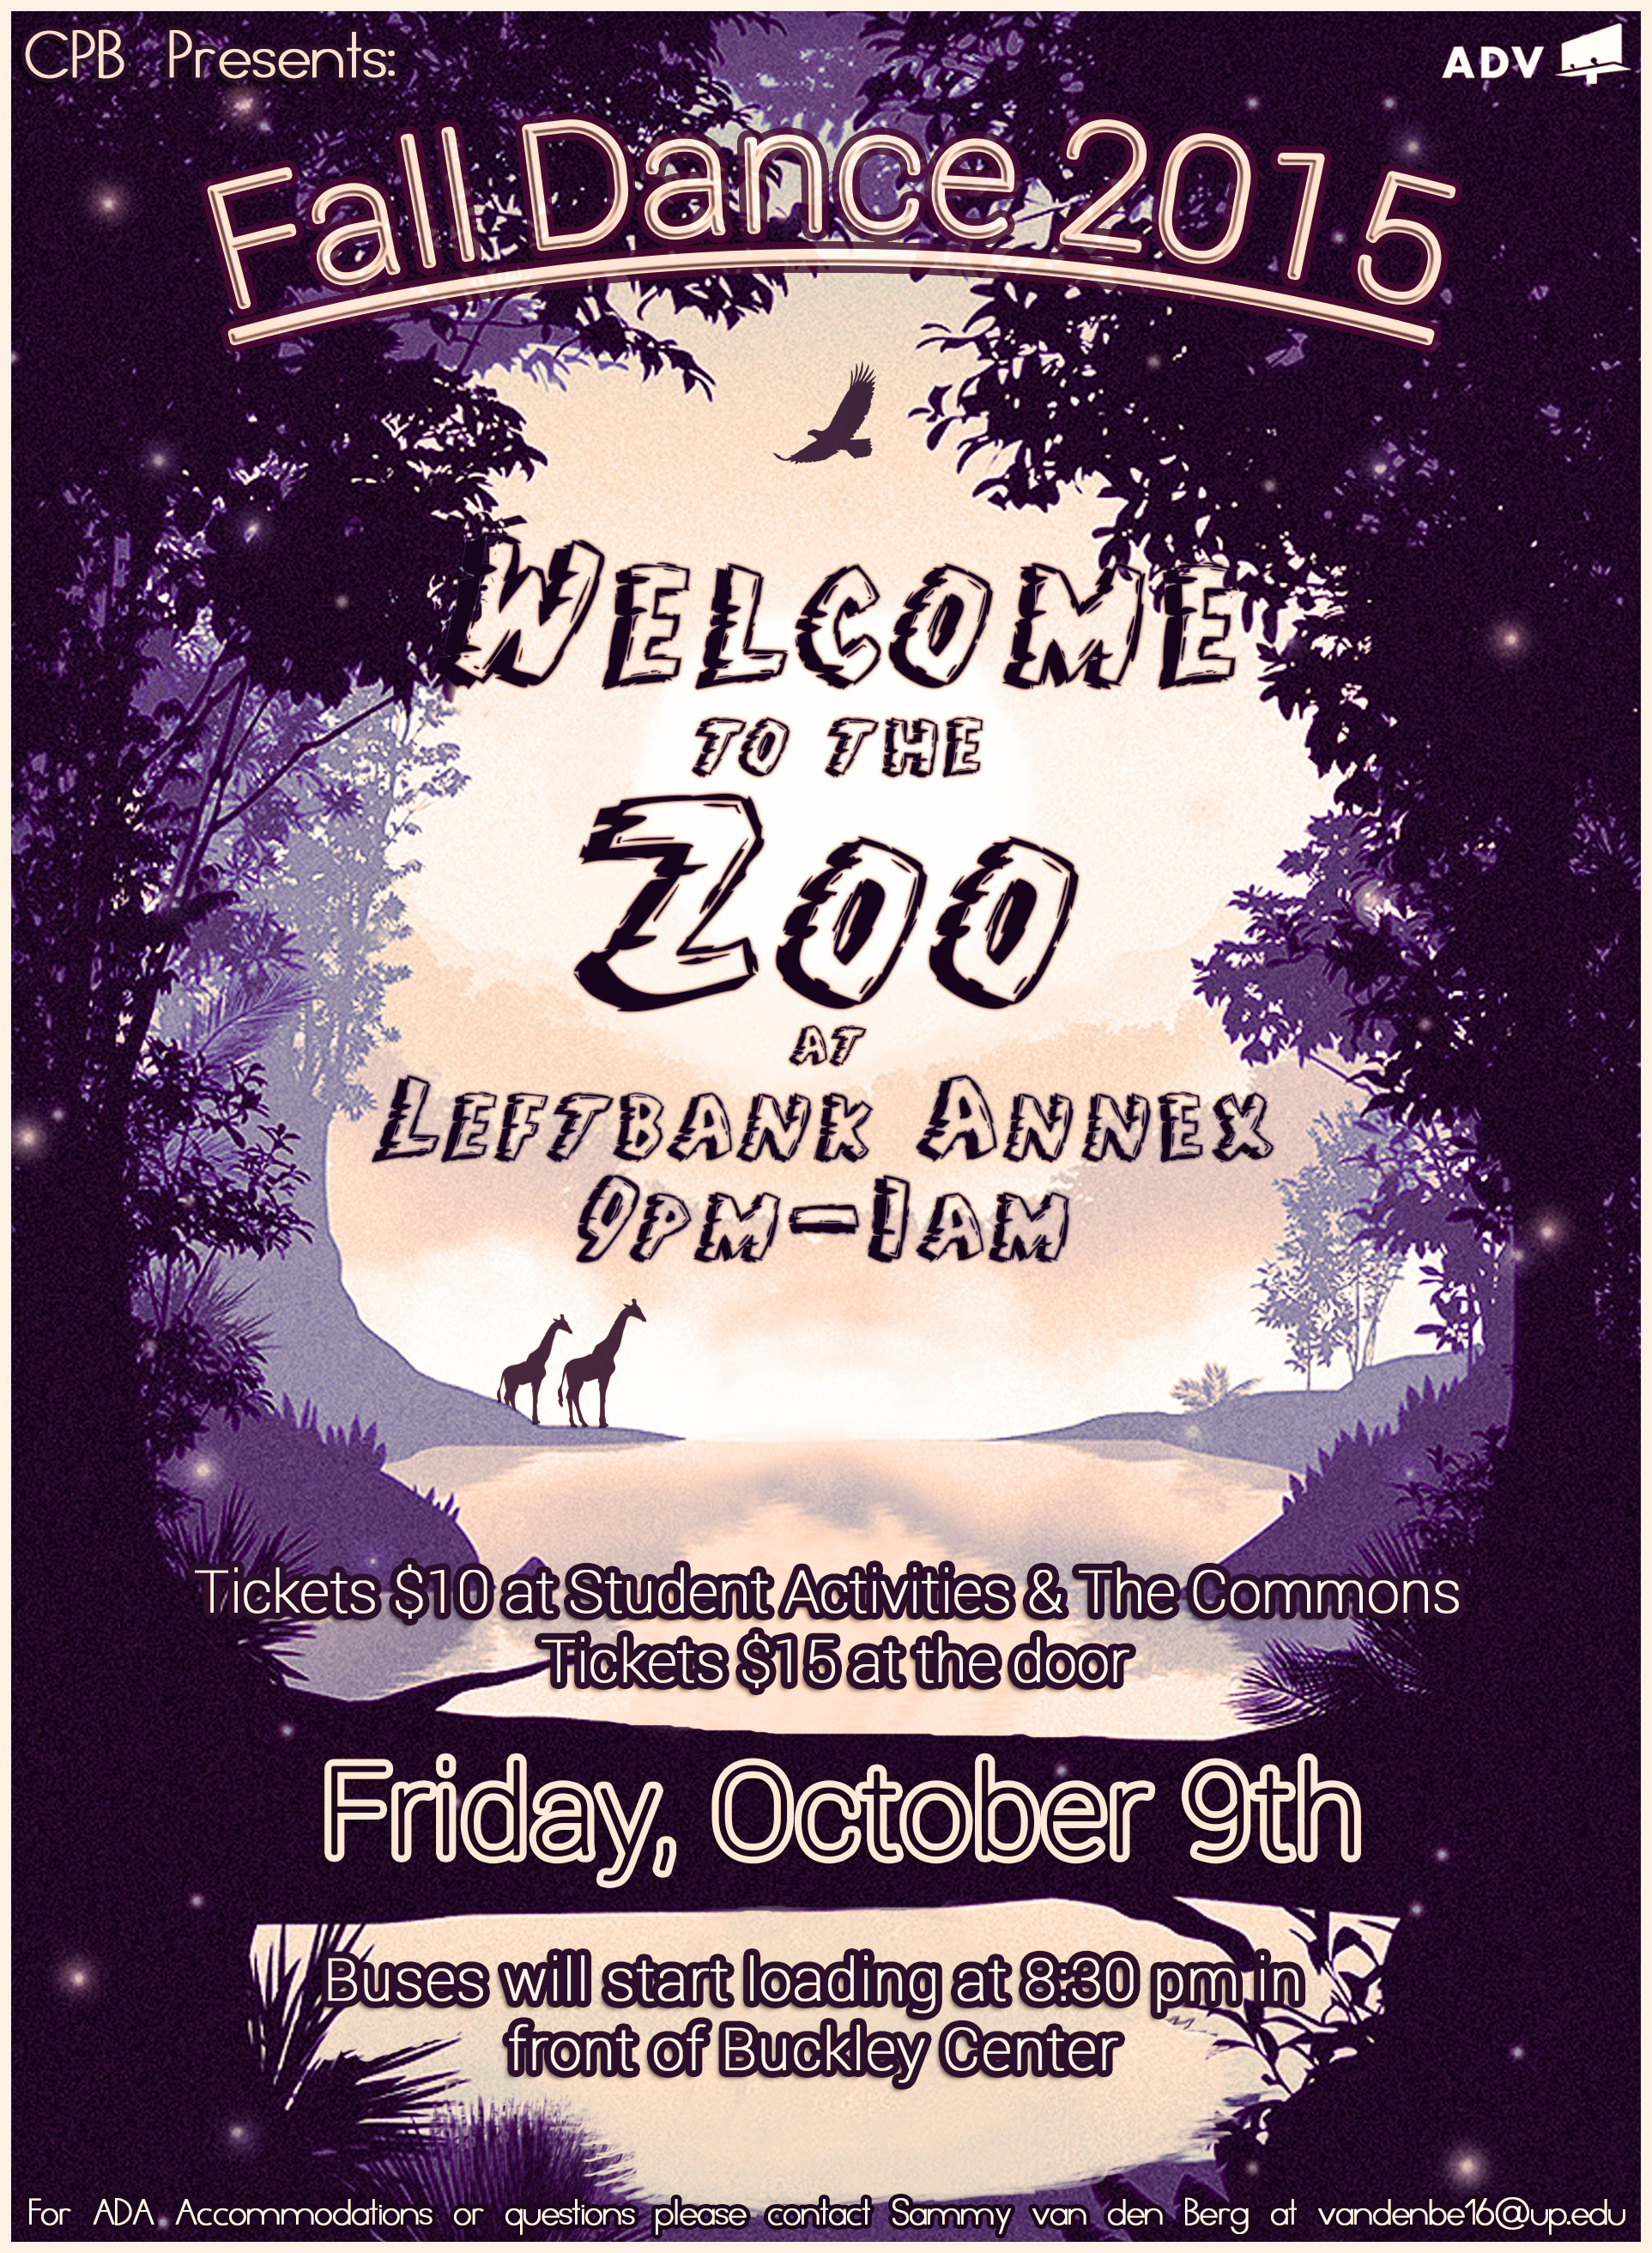 CPB Presents:
ADV
Fall Dance 2015
WELCOME
TO THE
ZOO
AT
LEFTBANK ANNEX
9PM-1AM
Tickets $10 at Student Activities & The Commons
Tickets $15 at the door
Friday, October 9th
Buses will start loading at 8:30 pm in
front of Buckley Center
For ADA Accommodations or questions please contact Sammy van den Berg at vandenbe16@up.edu